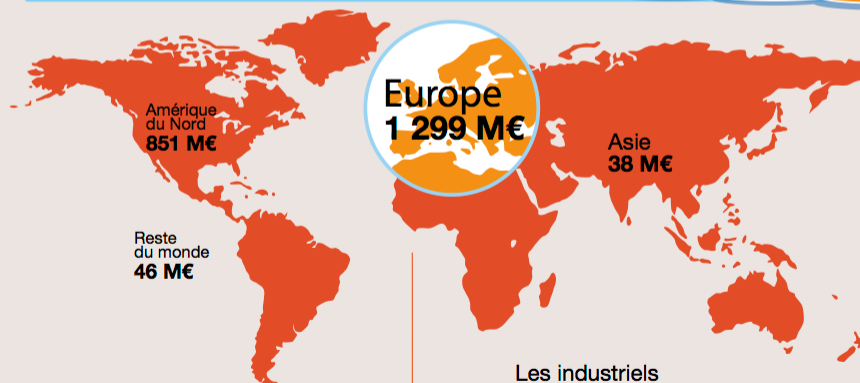 Europe
1 299 M€
Amérique
du Nord
851 M€
Asie
38 M€
Reste
du monde
46 M€
Les industriels